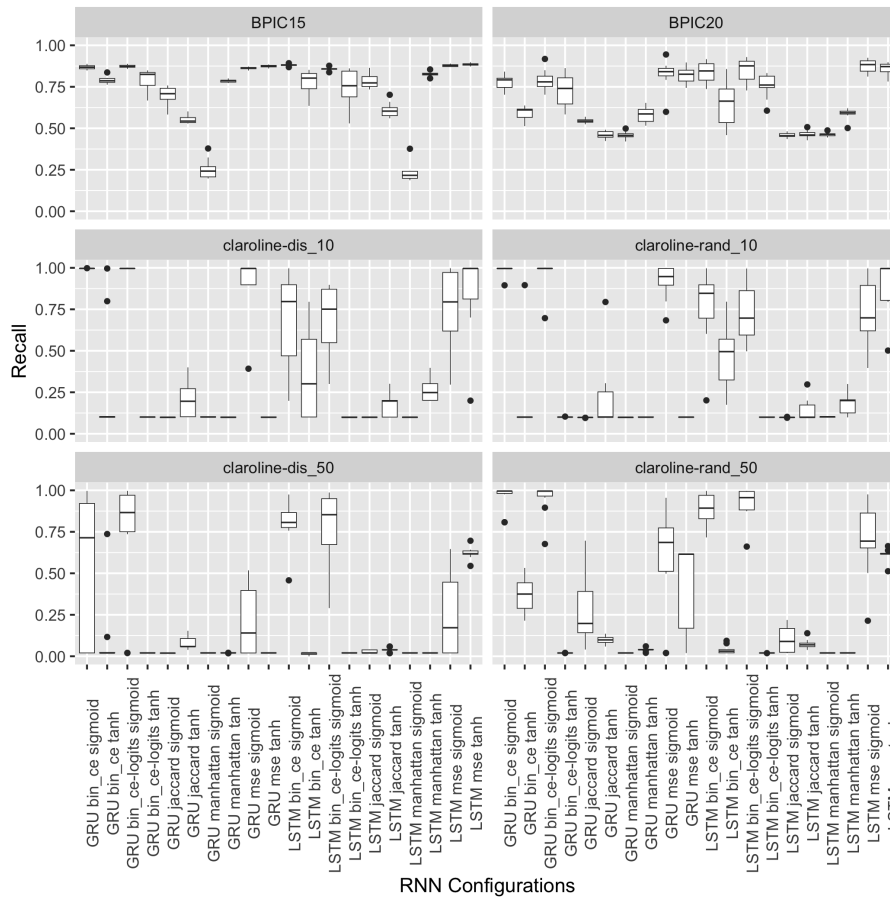 BPIC15
BPIC20
1.00
0.75
0.50
0.25
0.00
claroline-dis_10
claroline-rand_10
1.00
0.75
0.50
0.25
0.00
claroline-dis_50
claroline-rand_50
1.00
0.75
0.50
0.25
0.00
Recall
GRU bin_ce sigmoid
GRU bin_ce tanh
GRU bin_ce-logits sigmoid
GRU bin_ce-logits tanh
GRU jaccard sigmoid
GRU jaccard tanh
GRU manhattan sigmoid
GRU manhattan tanh
GRU mse sigmoid
GRU mse tanh
LSTM bin_ce sigmoid
LSTM bin_ce tanh
LSTM bin_ce-logits sigmoid
LSTM bin_ce-logits tanh
LSTM jaccard sigmoid
LSTM jaccard tanh
LSTM manhattan sigmoid
LSTM manhattan tanh
LSTM mse sigmoid
LSTM mse tanh
GRU bin_ce sigmoid
GRU bin_ce tanh
GRU bin_ce-logits sigmoid
GRU bin_ce-logits tanh
GRU jaccard sigmoid
GRU jaccard tanh
GRU manhattan sigmoid
GRU manhattan tanh
GRU mse sigmoid
GRU mse tanh
LSTM bin_ce sigmoid
LSTM bin_ce tanh
LSTM bin_ce-logits sigmoid
LSTM bin_ce-logits tanh
LSTM jaccard sigmoid
LSTM jaccard tanh
LSTM manhattan sigmoid
LSTM manhattan tanh
LSTM mse sigmoid
RNN Configurations